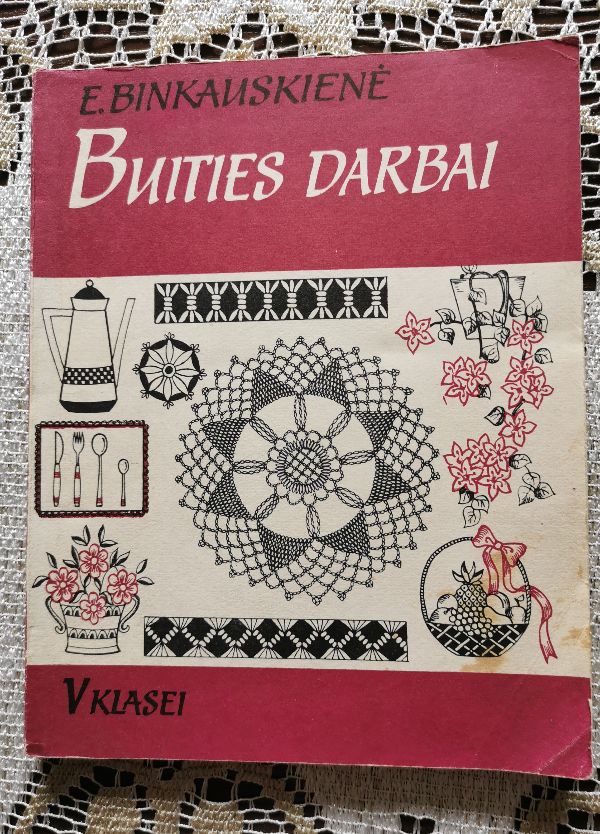 E. BINKAUSKIENĖ
BUITIES DARBAI
V KLASEI